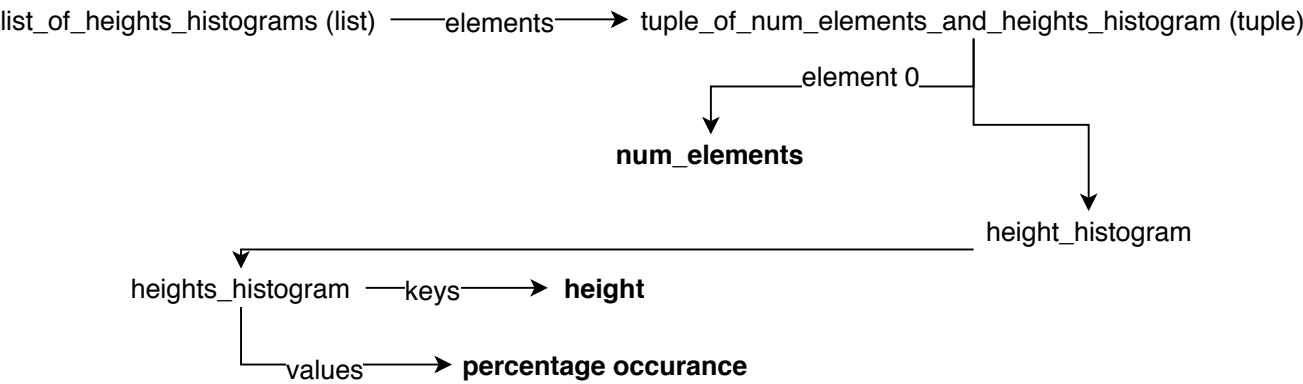 list_of_heights_histograms (list) elements tuple_of_num_elements_and_heights_histogram (tuple)
element 0
num_elements
height_histogram
heights_histogram keys height
values percentage occurance